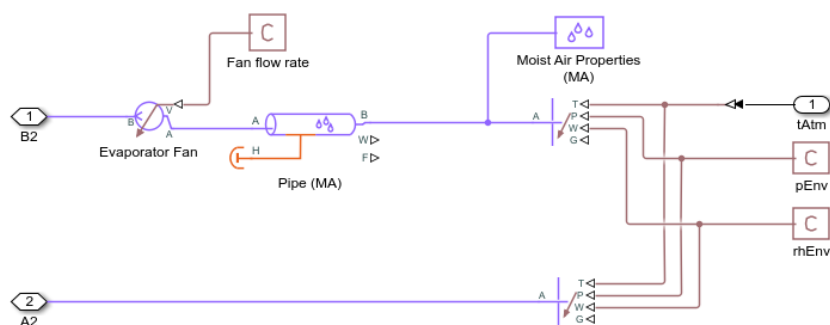 C
Fan flow rate
Moist Air Properties
(MA)
1
B2
B
V
A
Evaporator Fan
A
B
H
W
F
Pipe (MA)
A
T
P
W
G
1
tAtm
C
pEnv
C
rhEnv
2
A2
A
T
P
W
G